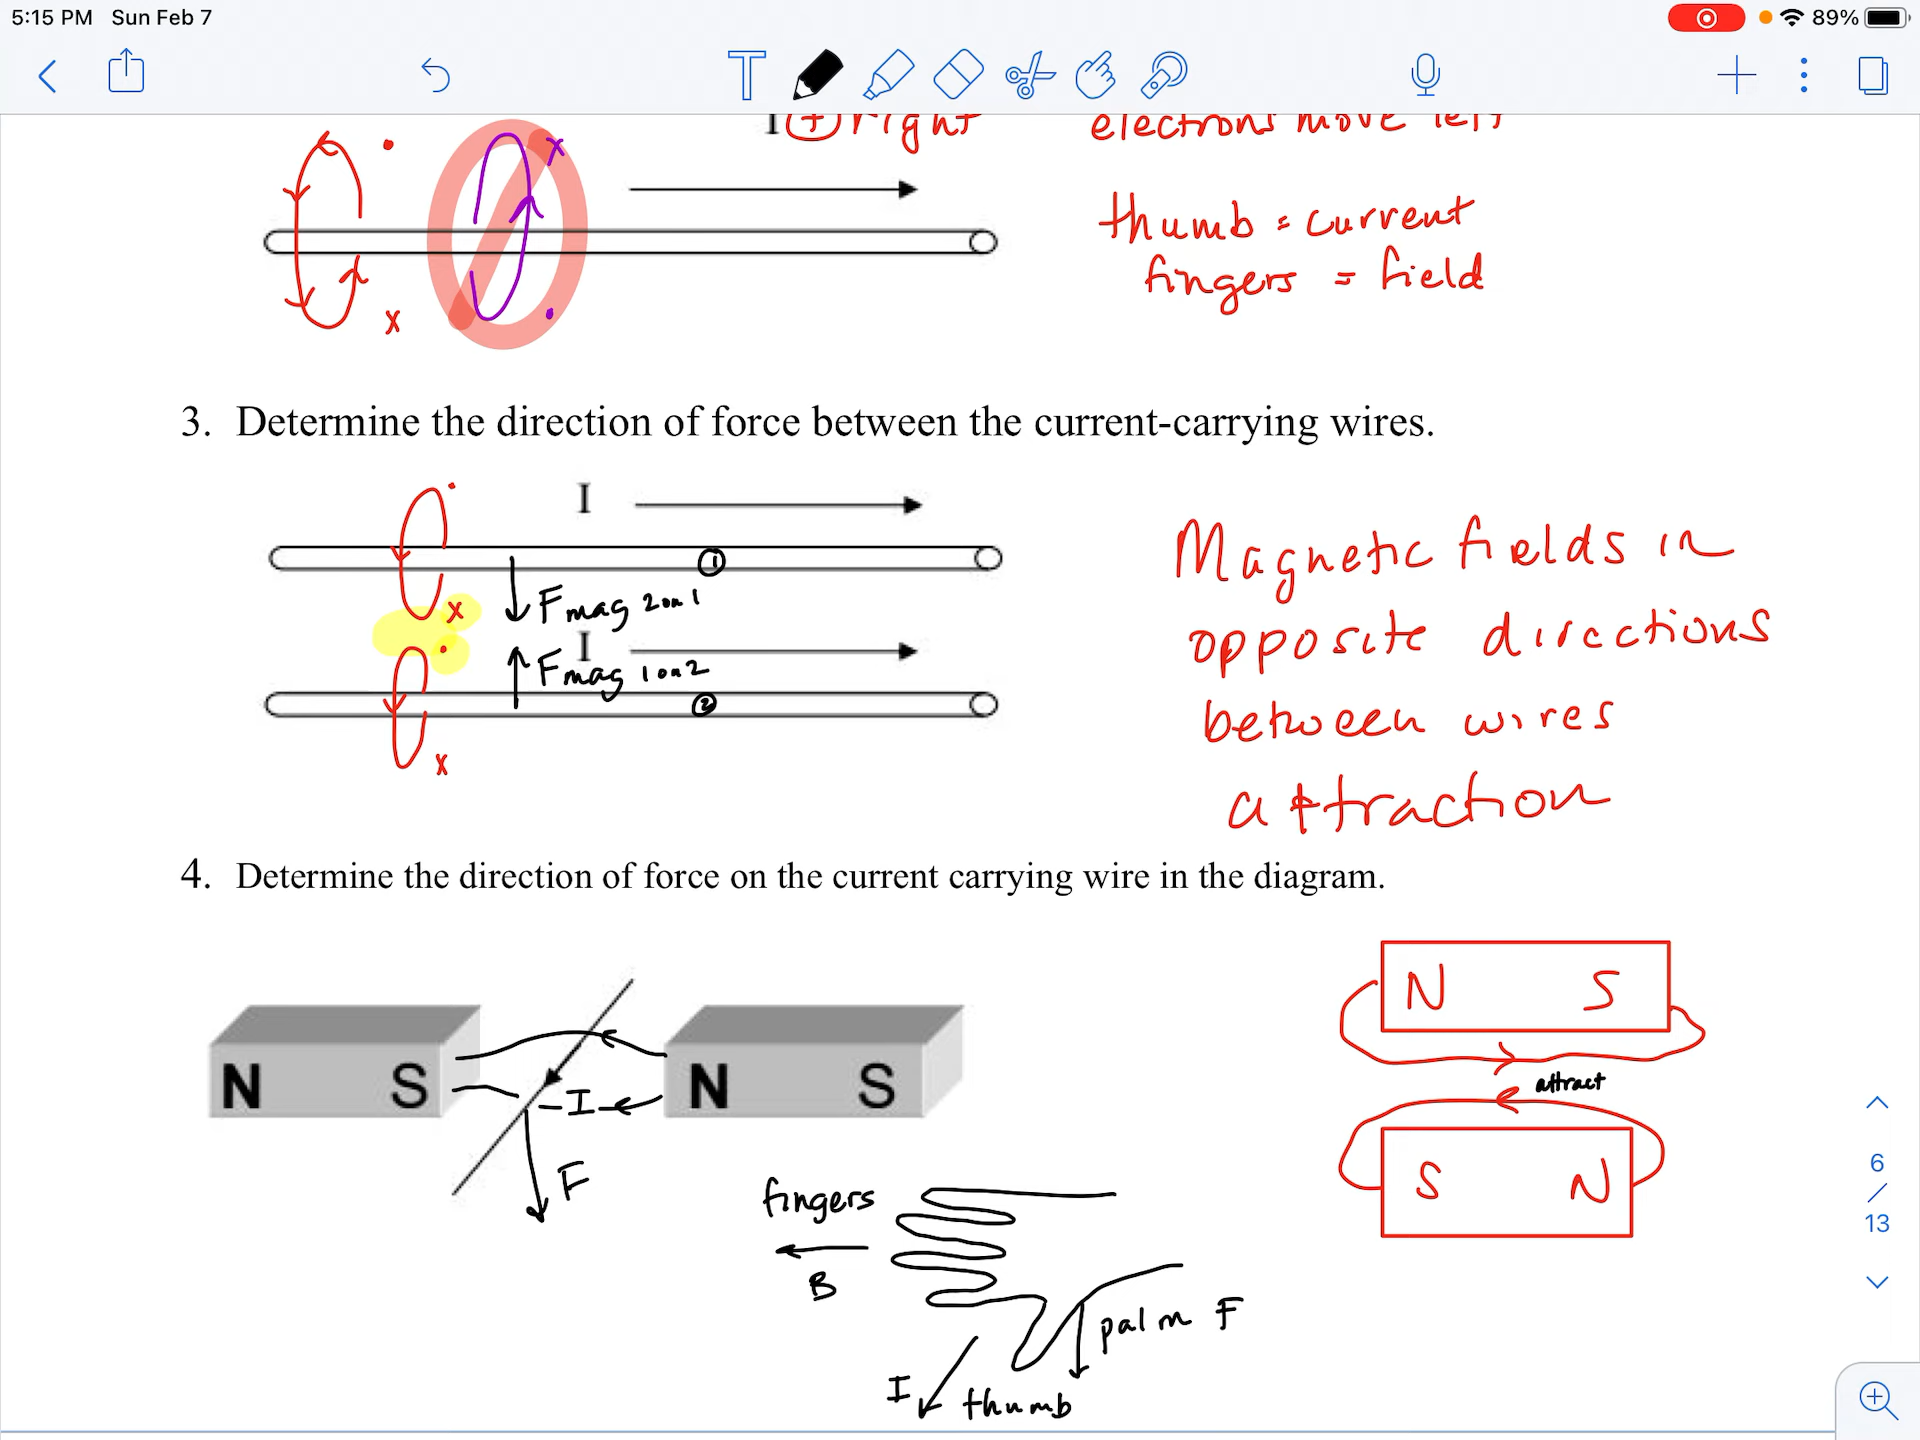 5:15 PM Sun Feb 7
89%
I (+) right
electrons move left
x
thumb = current
fingers = field
x
3. Determine the direction of force between the current-carrying wires.
I
1
x
Fmag 2 on 1
I
Fmag 1 on 2
2
x
Magnetic fields in
opposite directions
between wires
attraction
4. Determine the direction of force on the current carrying wire in the diagram.
N S
N S
I
F
N S
attract
S N
fingers
B
palm F
I
thumb
6
/
13